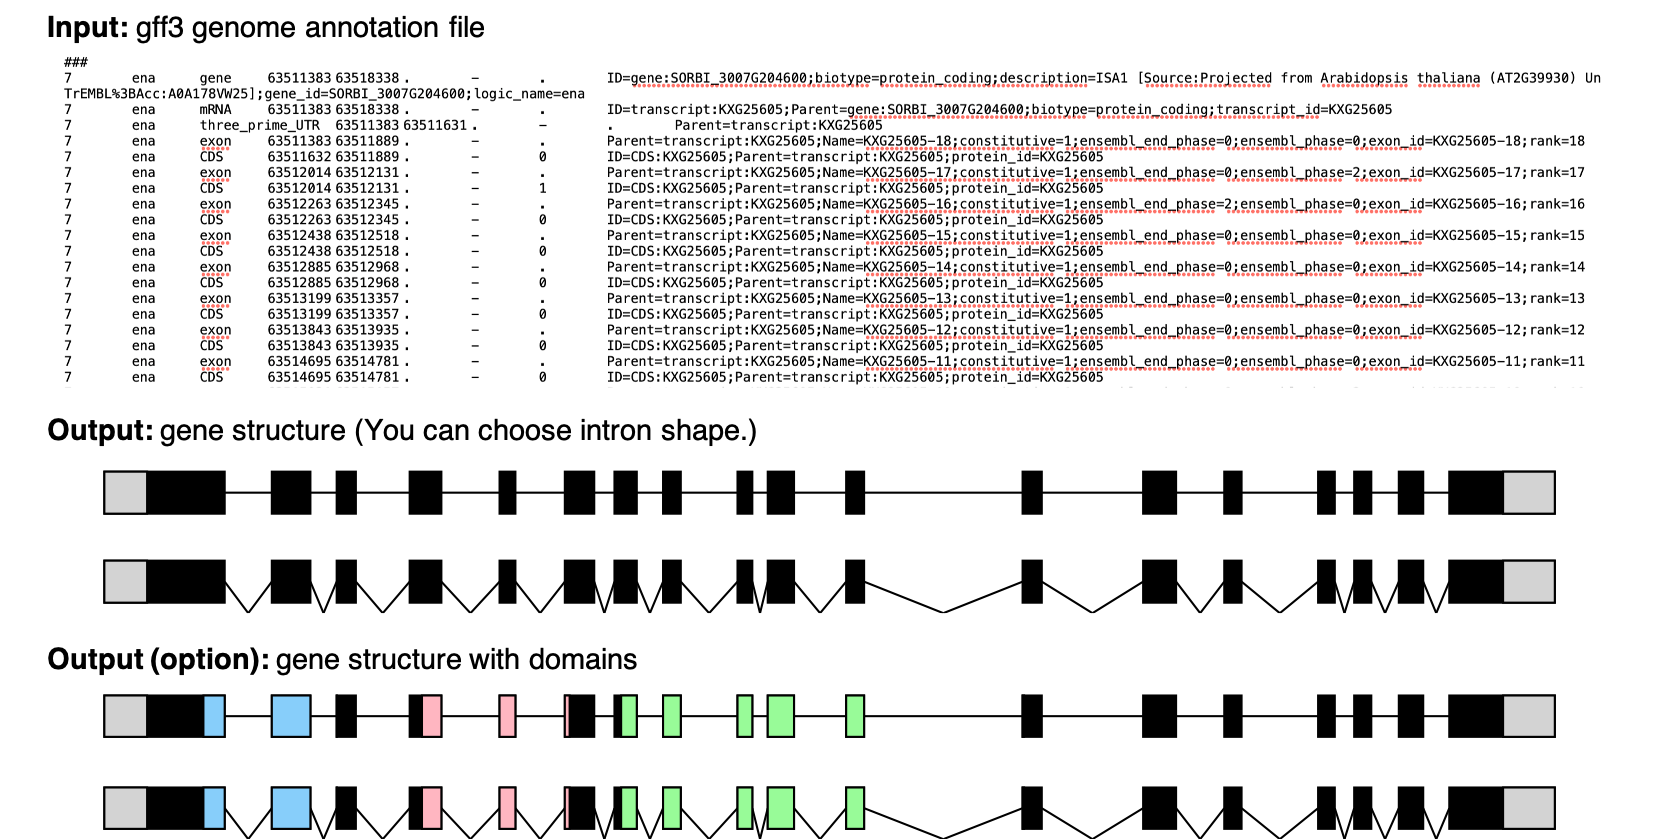 Input: gff3 genome annotation file
###
7 ena gene 63511383 63518338 . - . ID=gene:SORBI_3007G204600;biotype=protein_coding;description=ISA1 [Source:Projected from Arabidopsis thaliana (AT2G39930) Un
TrEMBL%3BAcc:A0A178VW25];gene_id=SORBI_3007G204600;logic_name=ena
7 ena mRNA 63511383 63518338 . - . ID=transcript:KXG25605;Parent=gene:SORBI_3007G204600;biotype=protein_coding;transcript_id=KXG25605
7 ena three_prime_UTR 63511383 63511631 . - . Parent=transcript:KXG25605
7 ena exon 63511383 63511889 . - . Parent=transcript:KXG25605;Name=KXG25605-18;constitutive=1;ensembl_end_phase=0;ensembl_phase=0;exon_id=KXG25605-18;rank=18
7 ena CDS 63511632 63511889 . - 0 ID=CDS:KXG25605;Parent=transcript:KXG25605;protein_id=KXG25605
7 ena exon 63512014 63512131 . - . Parent=transcript:KXG25605;Name=KXG25605-17;constitutive=1;ensembl_end_phase=0;ensembl_phase=2;exon_id=KXG25605-17;rank=17
7 ena CDS 63512014 63512131 . - 1 ID=CDS:KXG25605;Parent=transcript:KXG25605;protein_id=KXG25605
7 ena exon 63512263 63512345 . - . Parent=transcript:KXG25605;Name=KXG25605-16;constitutive=1;ensembl_end_phase=2;ensembl_phase=0;exon_id=KXG25605-16;rank=16
7 ena CDS 63512263 63512345 . - 0 ID=CDS:KXG25605;Parent=transcript:KXG25605;protein_id=KXG25605
7 ena exon 63512438 63512518 . - . Parent=transcript:KXG25605;Name=KXG25605-15;constitutive=1;ensembl_end_phase=0;ensembl_phase=0;exon_id=KXG25605-15;rank=15
7 ena CDS 63512438 63512518 . - 0 ID=CDS:KXG25605;Parent=transcript:KXG25605;protein_id=KXG25605
7 ena exon 63512885 63512968 . - . Parent=transcript:KXG25605;Name=KXG25605-14;constitutive=1;ensembl_end_phase=0;ensembl_phase=0;exon_id=KXG25605-14;rank=14
7 ena CDS 63512885 63512968 . - 0 ID=CDS:KXG25605;Parent=transcript:KXG25605;protein_id=KXG25605
7 ena exon 63513199 63513357 . - . Parent=transcript:KXG25605;Name=KXG25605-13;constitutive=1;ensembl_end_phase=0;ensembl_phase=0;exon_id=KXG25605-13;rank=13
7 ena CDS 63513199 63513357 . - 0 ID=CDS:KXG25605;Parent=transcript:KXG25605;protein_id=KXG25605
7 ena exon 63513843 63513935 . - . Parent=transcript:KXG25605;Name=KXG25605-12;constitutive=1;ensembl_end_phase=0;ensembl_phase=0;exon_id=KXG25605-12;rank=12
7 ena CDS 63513843 63513935 . - 0 ID=CDS:KXG25605;Parent=transcript:KXG25605;protein_id=KXG25605
7 ena exon 63514695 63514781 . - . Parent=transcript:KXG25605;Name=KXG25605-11;constitutive=1;ensembl_end_phase=0;ensembl_phase=0;exon_id=KXG25605-11;rank=11
7 ena CDS 63514695 63514781 . - 0 ID=CDS:KXG25605;Parent=transcript:KXG25605;protein_id=KXG25605
Output: gene structure (You can choose intron shape.)
Output (option): gene structure with domains